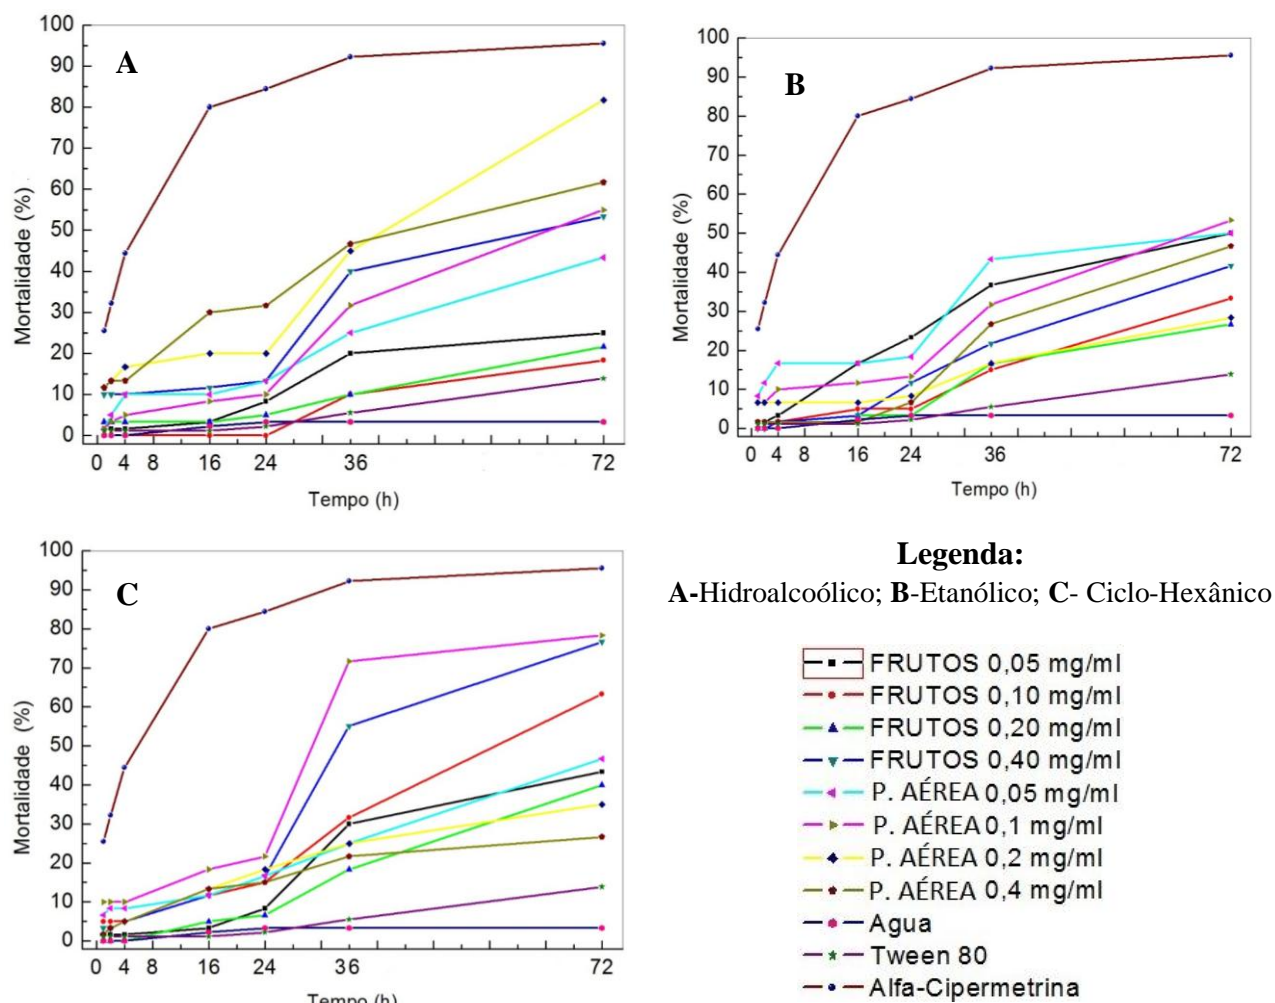 A
Mortalidade (%)
100
90
80
70
60
50
40
30
20
10
0
0 4 8 16 24 36 72
Tempo (h)
B
Mortalidade (%)
100
90
80
70
60
50
40
30
20
10
0
0 4 8 16 24 36 72
Tempo (h)
C
Mortalidade (%)
100
90
80
70
60
50
40
30
20
10
0
0 4 8 16 24 36 72
Tempo (h)
Legenda:
A-Hidroalcoólico; B-Etanólico; C- Ciclo-Hexânico
FRUTOS 0,05 mg/ml
FRUTOS 0,10 mg/ml
FRUTOS 0,20 mg/ml
FRUTOS 0,40 mg/ml
P. AÉREA 0,05 mg/ml
P. AÉREA 0,1 mg/ml
P. AÉREA 0,2 mg/ml
P. AÉREA 0,4 mg/ml
Agua
Tween 80
Alfa-Cipermetrina